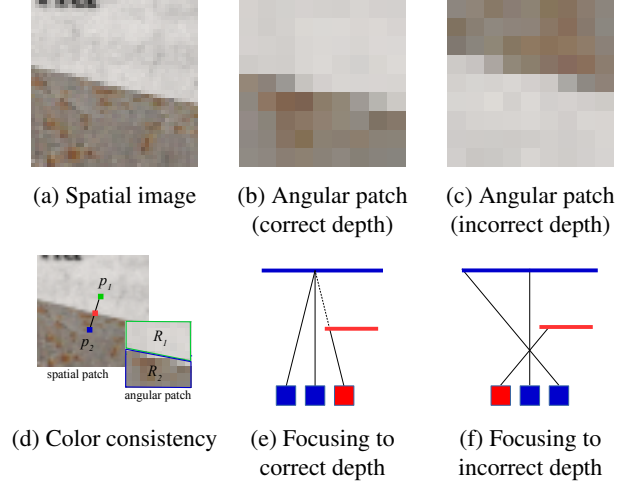 (a) Spatial image
(b) Angular patch
(correct depth)
(c) Angular patch
(incorrect depth)
p1
p2
spatial patch
R1
R2
angular patch
(d) Color consistency
(e) Focusing to
correct depth
(f) Focusing to
incorrect depth